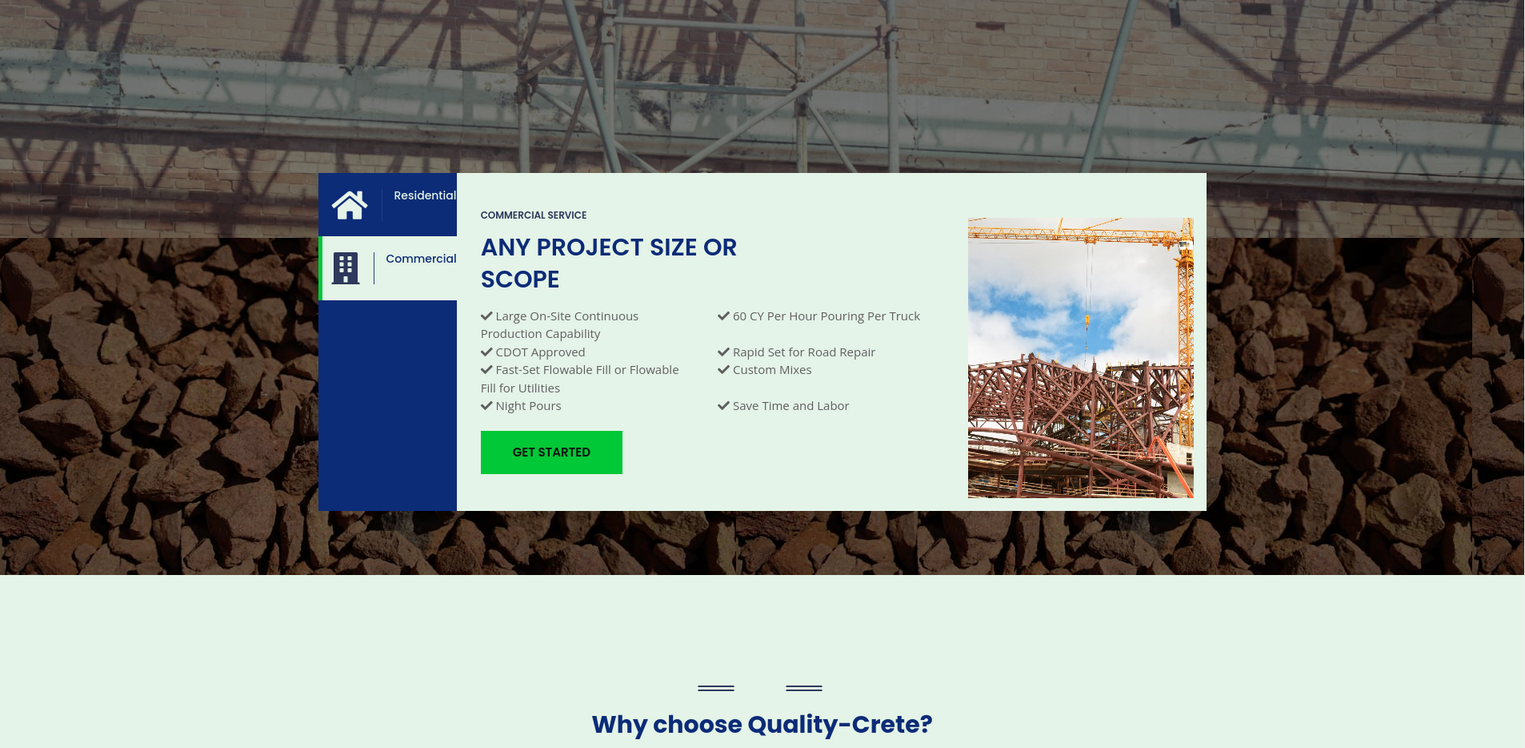 Residential
Commercial
COMMERCIAL SERVICE
ANY PROJECT SIZE OR
SCOPE
Large On-Site Continuous
Production Capability
60 CY Per Hour Pouring Per Truck
CDOT Approved
Rapid Set for Road Repair
Fast-Set Flowable Fill or Flowable
Fill for Utilities
Custom Mixes
Night Pours
Save Time and Labor
GET STARTED
Why choose Quality-Crete?